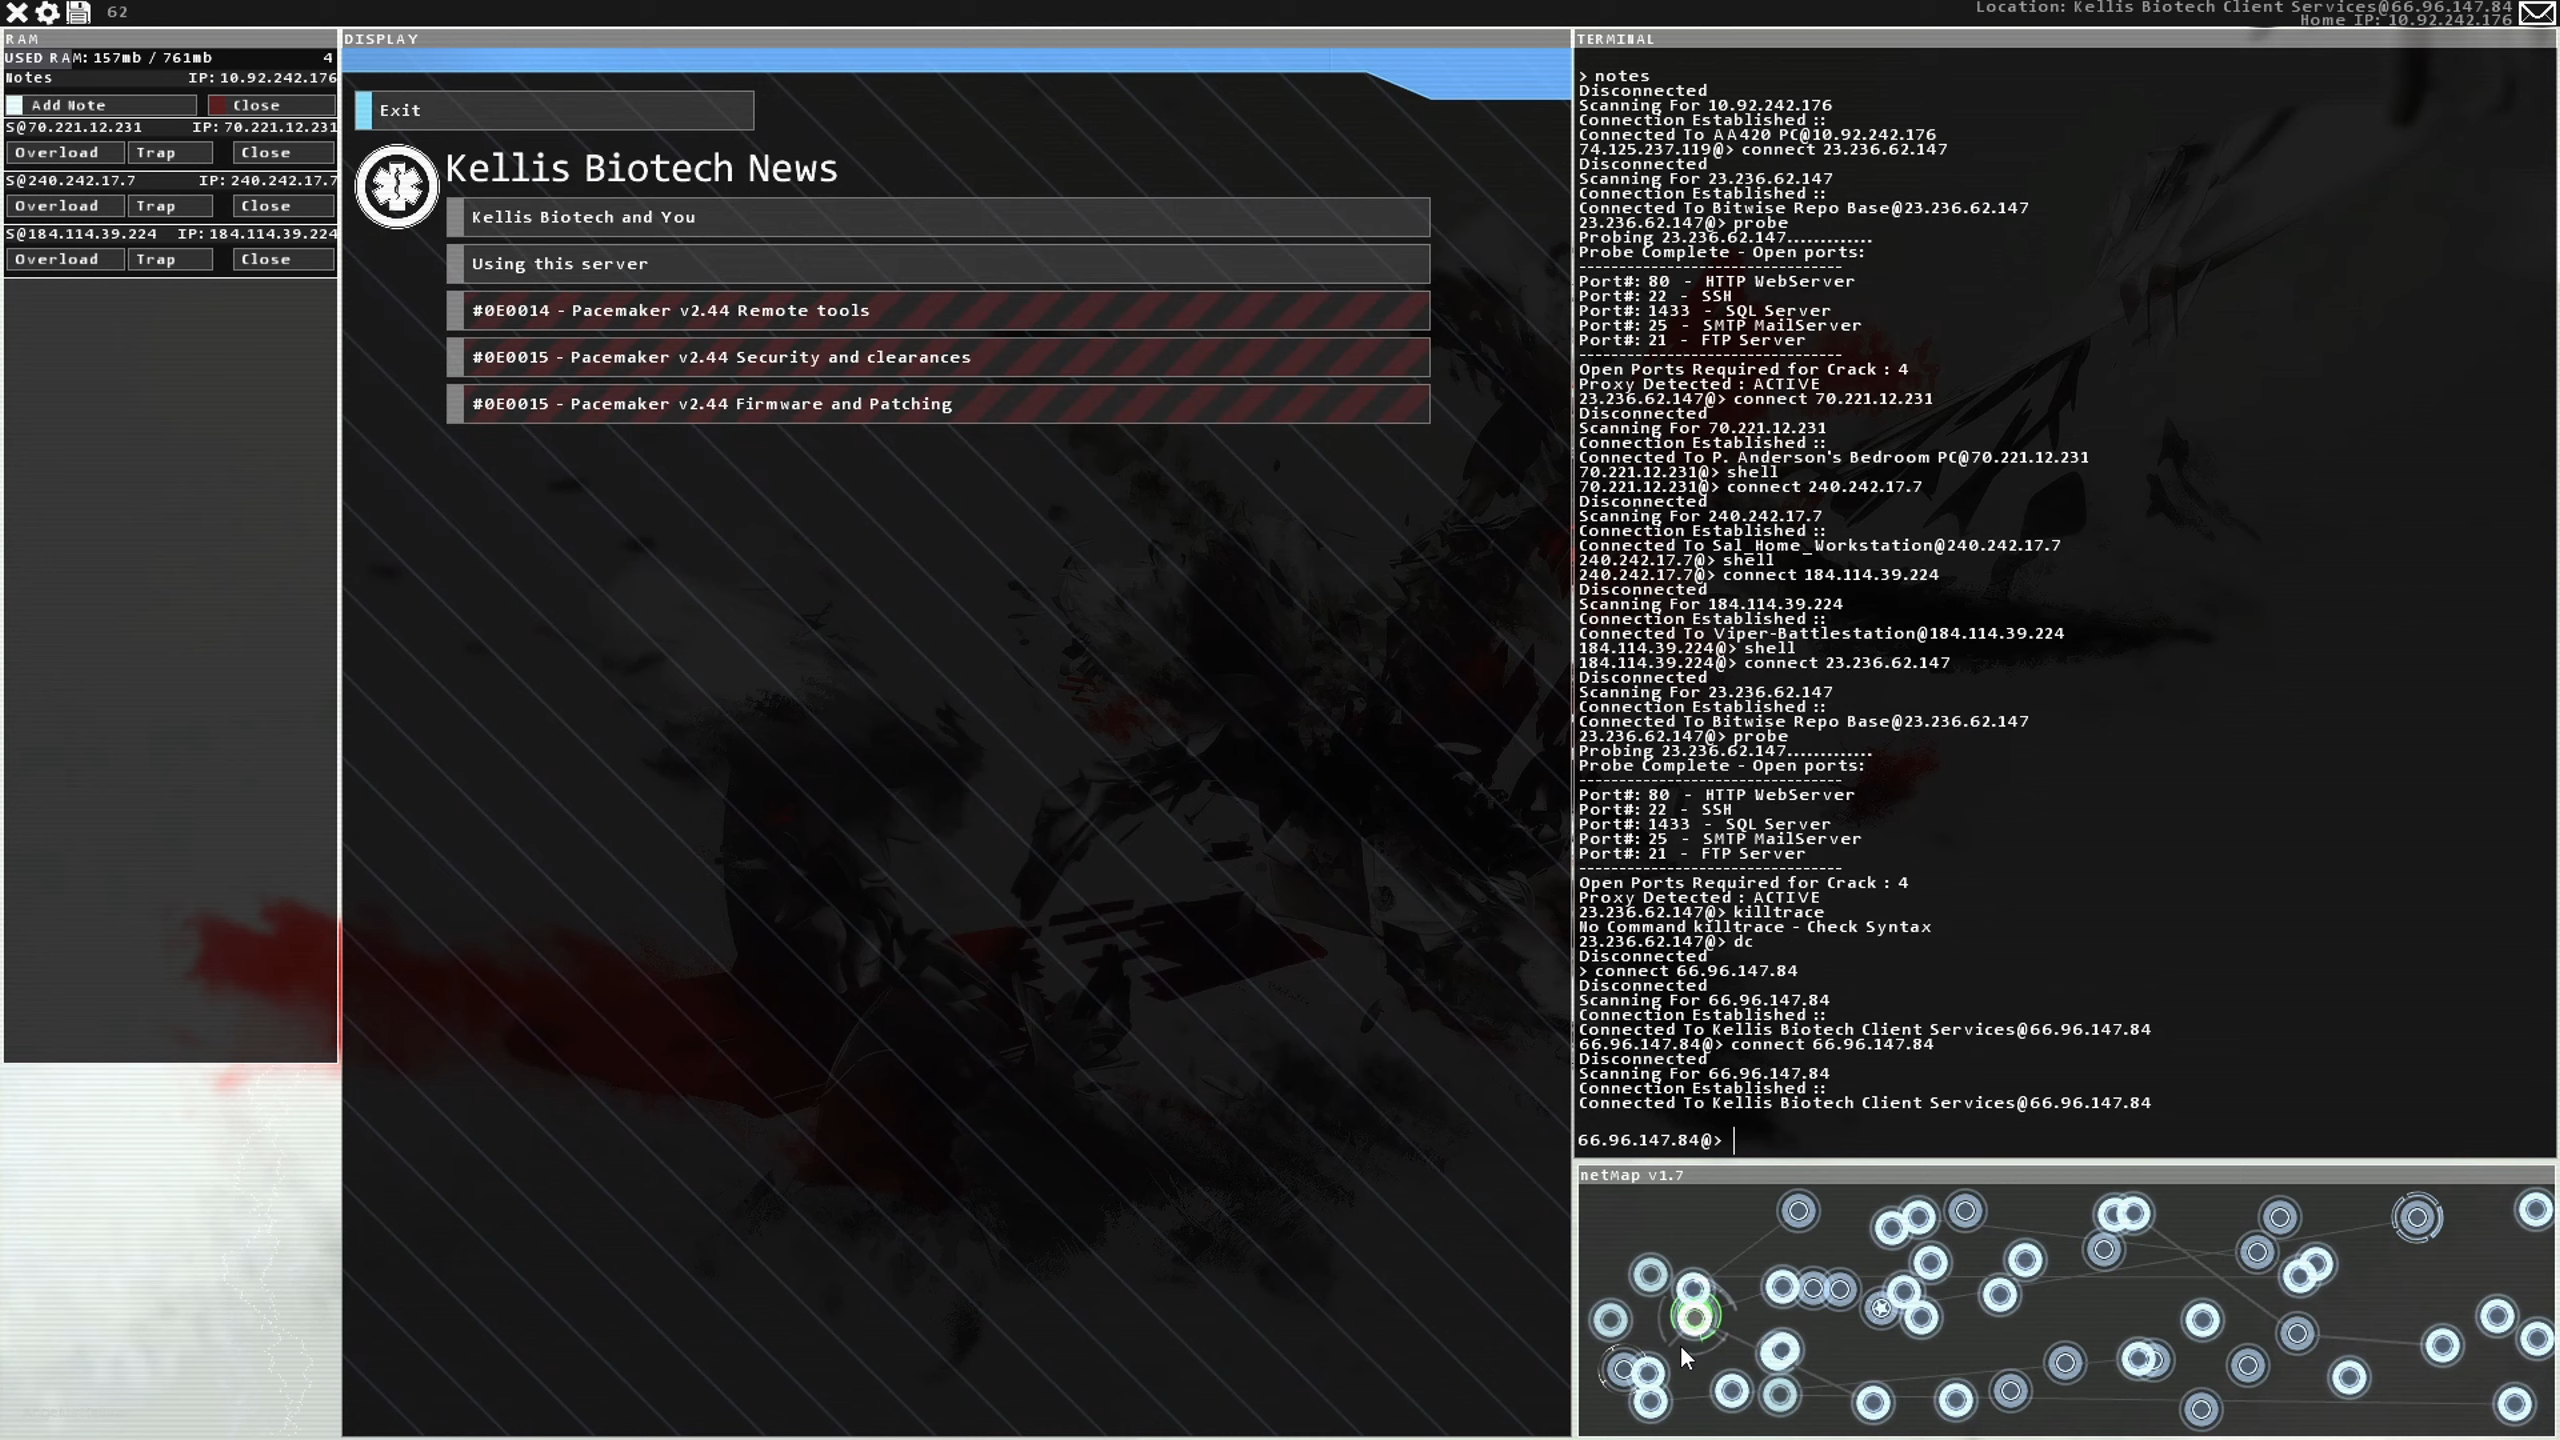 62
Location: Kellis Biotech Client Services@66.96.147.84
Home IP: 10.92.242.176
RAM
USED RAM: 157mb / 761mb 4
Notes IP: 10.92.242.176
Add Note Close
S@70.221.12.231 IP: 70.221.12.231
Overload Trap Close
S@240.242.17.7 IP: 240.242.17.7
Overload Trap Close
S@184.114.39.224 IP: 184.114.39.224
Overload Trap Close
DISPLAY
Exit
Kellis Biotech News
Kellis Biotech and You
Using this server
#0E0014 - Pacemaker v2.44 Remote tools
#0E0015 - Pacemaker v2.44 Security and clearances
#0E0015 - Pacemaker v2.44 Firmware and Patching
TERMINAL
> notes
Disconnected
Scanning For 10.92.242.176
Connection Established ::
Connected To AA420 PC@10.92.242.176
74.125.237.119@> connect 23.236.62.147
Disconnected
Scanning For 23.236.62.147
Connection Established ::
Connected To Bitwise Repo Base@23.236.62.147
23.236.62.147@> probe
Probing 23.236.62.147.............
Probe Complete - Open ports:
---------------------------------
Port#: 80 - HTTP WebServer
Port#: 22 - SSH
Port#: 1433 - SQL Server
Port#: 25 - SMTP MailServer
Port#: 21 - FTP Server
---------------------------------
Open Ports Required for Crack : 4
Proxy Detected : ACTIVE
23.236.62.147@> connect 70.221.12.231
Disconnected
Scanning For 70.221.12.231
Connection Established ::
Connected To P. Anderson's Bedroom PC@70.221.12.231
70.221.12.231@> shell
70.221.12.231@> connect 240.242.17.7
Disconnected
Scanning For 240.242.17.7
Connection Established ::
Connected To Sal_Home_Workstation@240.242.17.7
240.242.17.7@> shell
240.242.17.7@> connect 184.114.39.224
Disconnected
Scanning For 184.114.39.224
Connection Established ::
Connected To Viper-Battlestation@184.114.39.224
184.114.39.224@> shell
184.114.39.224@> connect 23.236.62.147
Disconnected
Scanning For 23.236.62.147
Connection Established ::
Connected To Bitwise Repo Base@23.236.62.147
23.236.62.147@> probe
Probing 23.236.62.147.............
Probe Complete - Open ports:
---------------------------------
Port#: 80 - HTTP WebServer
Port#: 22 - SSH
Port#: 1433 - SQL Server
Port#: 25 - SMTP MailServer
Port#: 21 - FTP Server
---------------------------------
Open Ports Required for Crack : 4
Proxy Detected : ACTIVE
23.236.62.147@> killtrace
No Command killtrace - Check Syntax
23.236.62.147@> dc
Disconnected
> connect 66.96.147.84
Disconnected
Scanning For 66.96.147.84
Connection Established ::
Connected To Kellis Biotech Client Services@66.96.147.84
66.96.147.84@> connect 66.96.147.84
Disconnected
Scanning For 66.96.147.84
Connection Established ::
Connected To Kellis Biotech Client Services@66.96.147.84
66.96.147.84@>
netMap v1.7